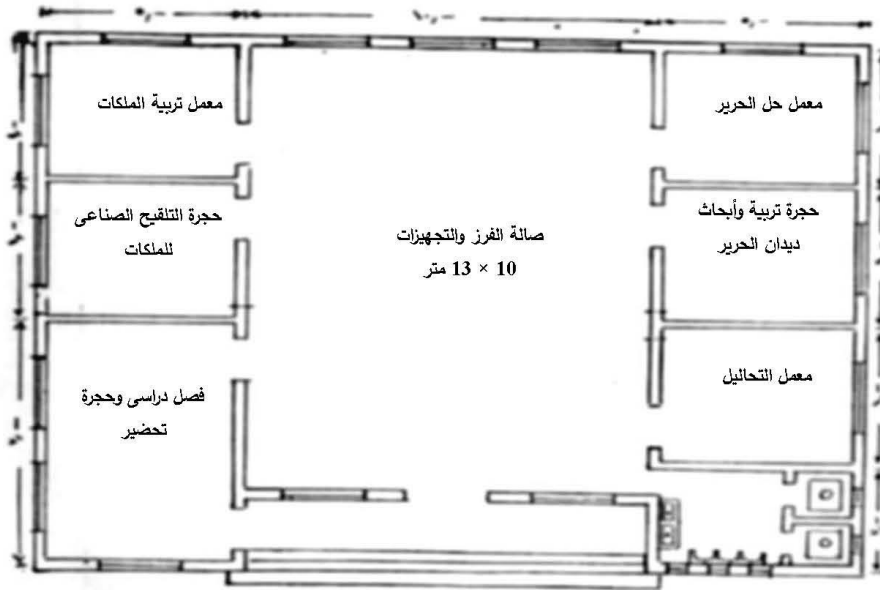 معمل حل الحرير
معمل تربية الملكات
حجرة تربية وأبحاث
ديدان الحرير
حجرة التلقيح الصناعى
للملكات
صالة الفرز والتجهيزات
10 × 13 متر
معمل التحاليل
فصل دراسى وحجرة
تحضير